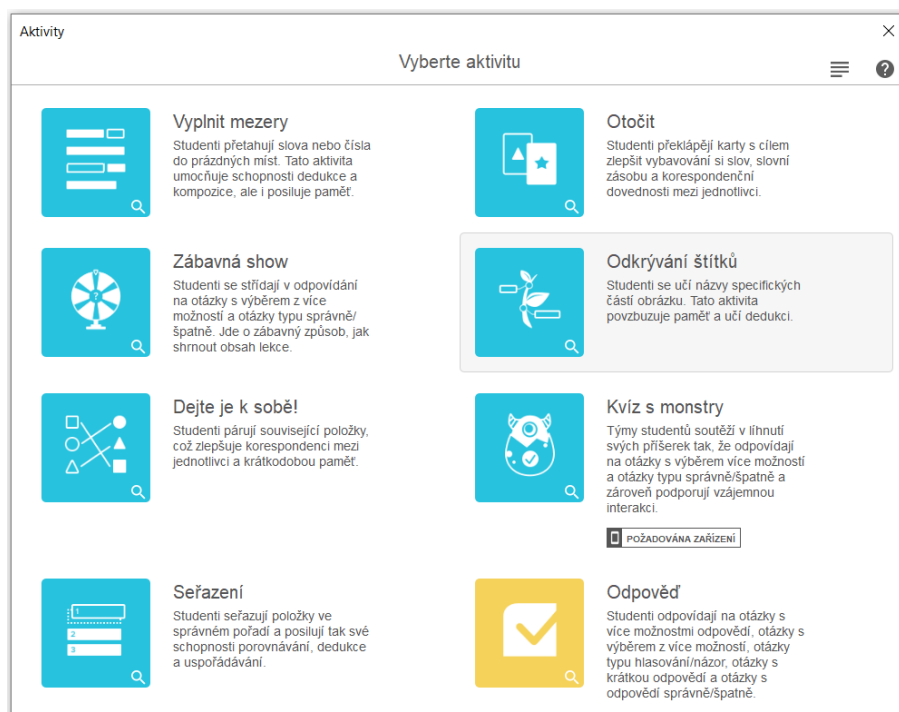 Aktivity
Vyberte aktivitu
Vyplnit mezery
Studenti přetahují slova nebo čísla
do prázdných míst. Tato aktivita
umocňuje schopnosti dedukce a
kompozice, ale i posiluje paměť.
Otočit
Studenti překlápějí karty s cílem
zlepšit vybavování si slov, slovní
zásobu a korespondenční
dovednosti mezi jednotlivci.
Zábavná show
Studenti se střídají v odpovídání
na otázky s výběrem z více
možností a otázky typu správně/
špatně. Jde o zábavný způsob, jak
shrnout obsah lekce.
?
Odkrývání štítků
Studenti se učí názvy specifických
částí obrázku. Tato aktivita
povzbuzuje paměť a učí dedukci.
Dejte je k sobě!
Studenti párují související položky,
což zlepšuje korespondenci mezi
jednotlivci a krátkodobou paměť.
Kvíz s monstry
Týmy studentů soutěží v líhnutí
svých příšerek tak, že odpovídají
na otázky s výběrem více možností
a otázky typu správně/špatně a
zároveň podporují vzájemnou
interakci.
POŽADOVÁNA ZAŘÍZENÍ
Seřazení
Studenti seřazují položky ve
správném pořadí a posilují tak své
schopnosti porovnávání, dedukce
a uspořádávání.
1
2
3
Odpověď
Studenti odpovídají na otázky s
více možnostmi odpovědí, otázky s
výběrem z více možností, otázky
typu hlasování/názor, otázky s
krátkou odpovědí a otázky s
odpovědí správně/špatně.